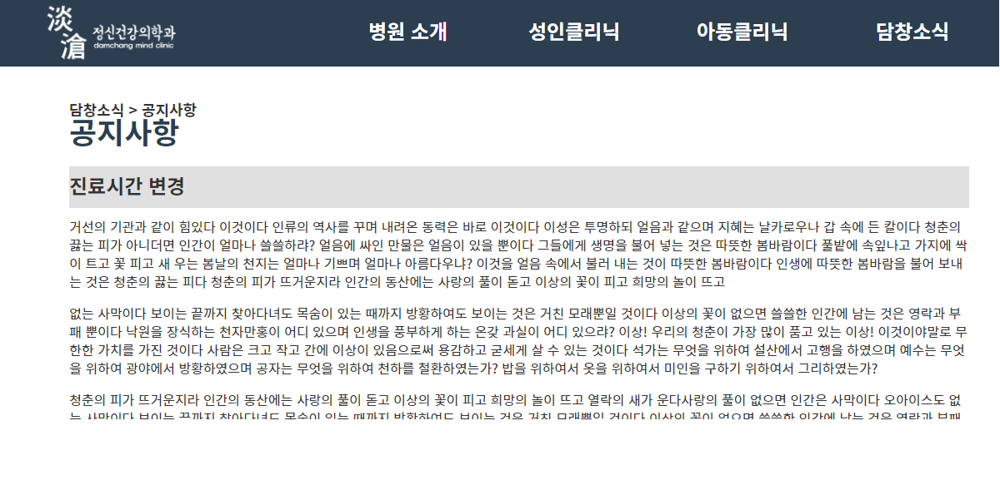 淡滄 정신건강의학과
damchang mind clinic
병원 소개 성인클리닉 아동클리닉 담창소식
담창소식 > 공지사항
공지사항
진료시간 변경
거선의 기관과 같이 힘있다 이것이다 인류의 역사를 꾸며 내려온 동력은 바로 이것이다 이성은 투명하되 얼음과 같으며 지혜는 날카로우나 갑 속에 든 칼이다 청춘의
끓는 피가 아니더면 인간이 얼마나 쓸쓸하랴? 얼음에 싸인 만물은 얼음이 있을 뿐이다 그들에게 생명을 불어 넣는 것은 따뜻한 봄바람이다 풀밭에 속잎나고 가지에 싹
이 트고 꽃 피고 새 우는 봄날의 천지는 얼마나 기쁘며 얼마나 아름다우냐? 이것을 얼음 속에서 불러 내는 것이 따뜻한 봄바람이다 인생에 따뜻한 봄바람을 불어 보내
는 것은 청춘의 끓는 피다 청춘의 피가 뜨거운지라 인간의 동산에는 사랑의 풀이 돋고 이상의 꽃이 피고 희망의 놀이 뜨고
없는 사막이다 보이는 끝까지 찾아다녀도 목숨이 있는 때까지 방황하여도 보이는 것은 거친 모래뿐일 것이다 이상의 꽃이 없으면 쓸쓸한 인간에 남는 것은 영락과 부
패 뿐이다 낙원을 장식하는 천자만홍이 어디 있으며 인생을 풍부하게 하는 온갖 과실이 어디 있으랴? 이상! 우리의 청춘이 가장 많이 품고 있는 이상! 이것이야말로 무
한한 가치를 가진 것이다 사람은 크고 작고 간에 이상이 있음으로써 용감하고 굳세게 살 수 있는 것이다 석가는 무엇을 위하여 설산에서 고행을 하였으며 예수는 무엇
을 위하여 광야에서 방황하였으며 공자는 무엇을 위하여 천하를 철환하였는가? 밥을 위하여서 옷을 위하여서 미인을 구하기 위하여서 그리하였는가?
청춘의 피가 뜨거운지라 인간의 동산에는 사랑의 풀이 돋고 이상의 꽃이 피고 희망의 놀이 뜨고 열락의 새가 운다사랑의 풀이 없으면 인간은 사막이다 오아이스도 없
는 사막이다 보이는 끝까지 찾아다녀도 목숨이 있는 때까지 방황하여도 보이는 것은 거친 모래뿐일 것이다 이상의 꽃이 없으면 쓸쓸한 인간에 남는 것은 영락과 부패